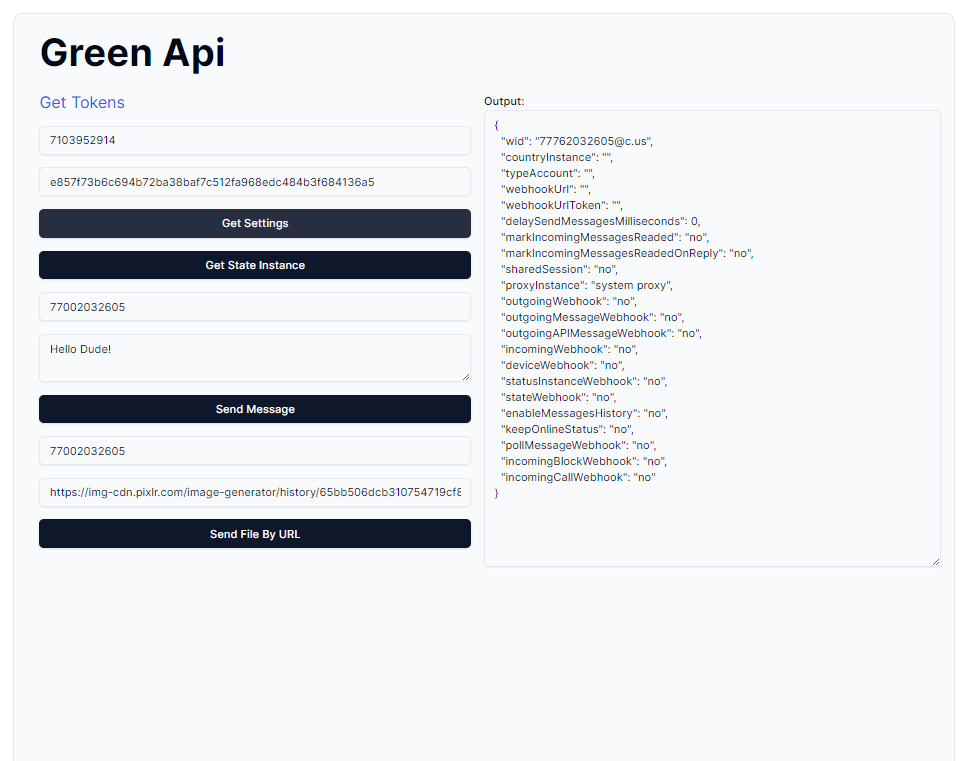 Green Api
Get Tokens
7103952914
e857f73b6c694b72ba38baf7c512fa968edc484b3f684136a5
Get Settings
Get State Instance
77002032605
Hello Dude!
Send Message
77002032605
https://img-cdn.pixlr.com/image-generator/history/65bb506dcb310754719cf8
Send File By URL
Output:
{
"wid": "77762032605@c.us",
"countryInstance": "",
"typeAccount": "",
"webhookUrl": "",
"webhookUrlToken": "",
"delaySendMessagesMilliseconds": 0,
"markIncomingMessagesReaded": "no",
"markIncomingMessagesReadedOnReply": "no",
"sharedSession": "no",
"proxyInstance": "system proxy",
"outgoingWebhook": "no",
"outgoingMessageWebhook": "no",
"outgoingAPIMessageWebhook": "no",
"incomingWebhook": "no",
"deviceWebhook": "no",
"statusInstanceWebhook": "no",
"stateWebhook": "no",
"enableMessagesHistory": "no",
"keepOnlineStatus": "no",
"pollMessageWebhook": "no",
"incomingBlockWebhook": "no",
"incomingCallWebhook": "no"
}